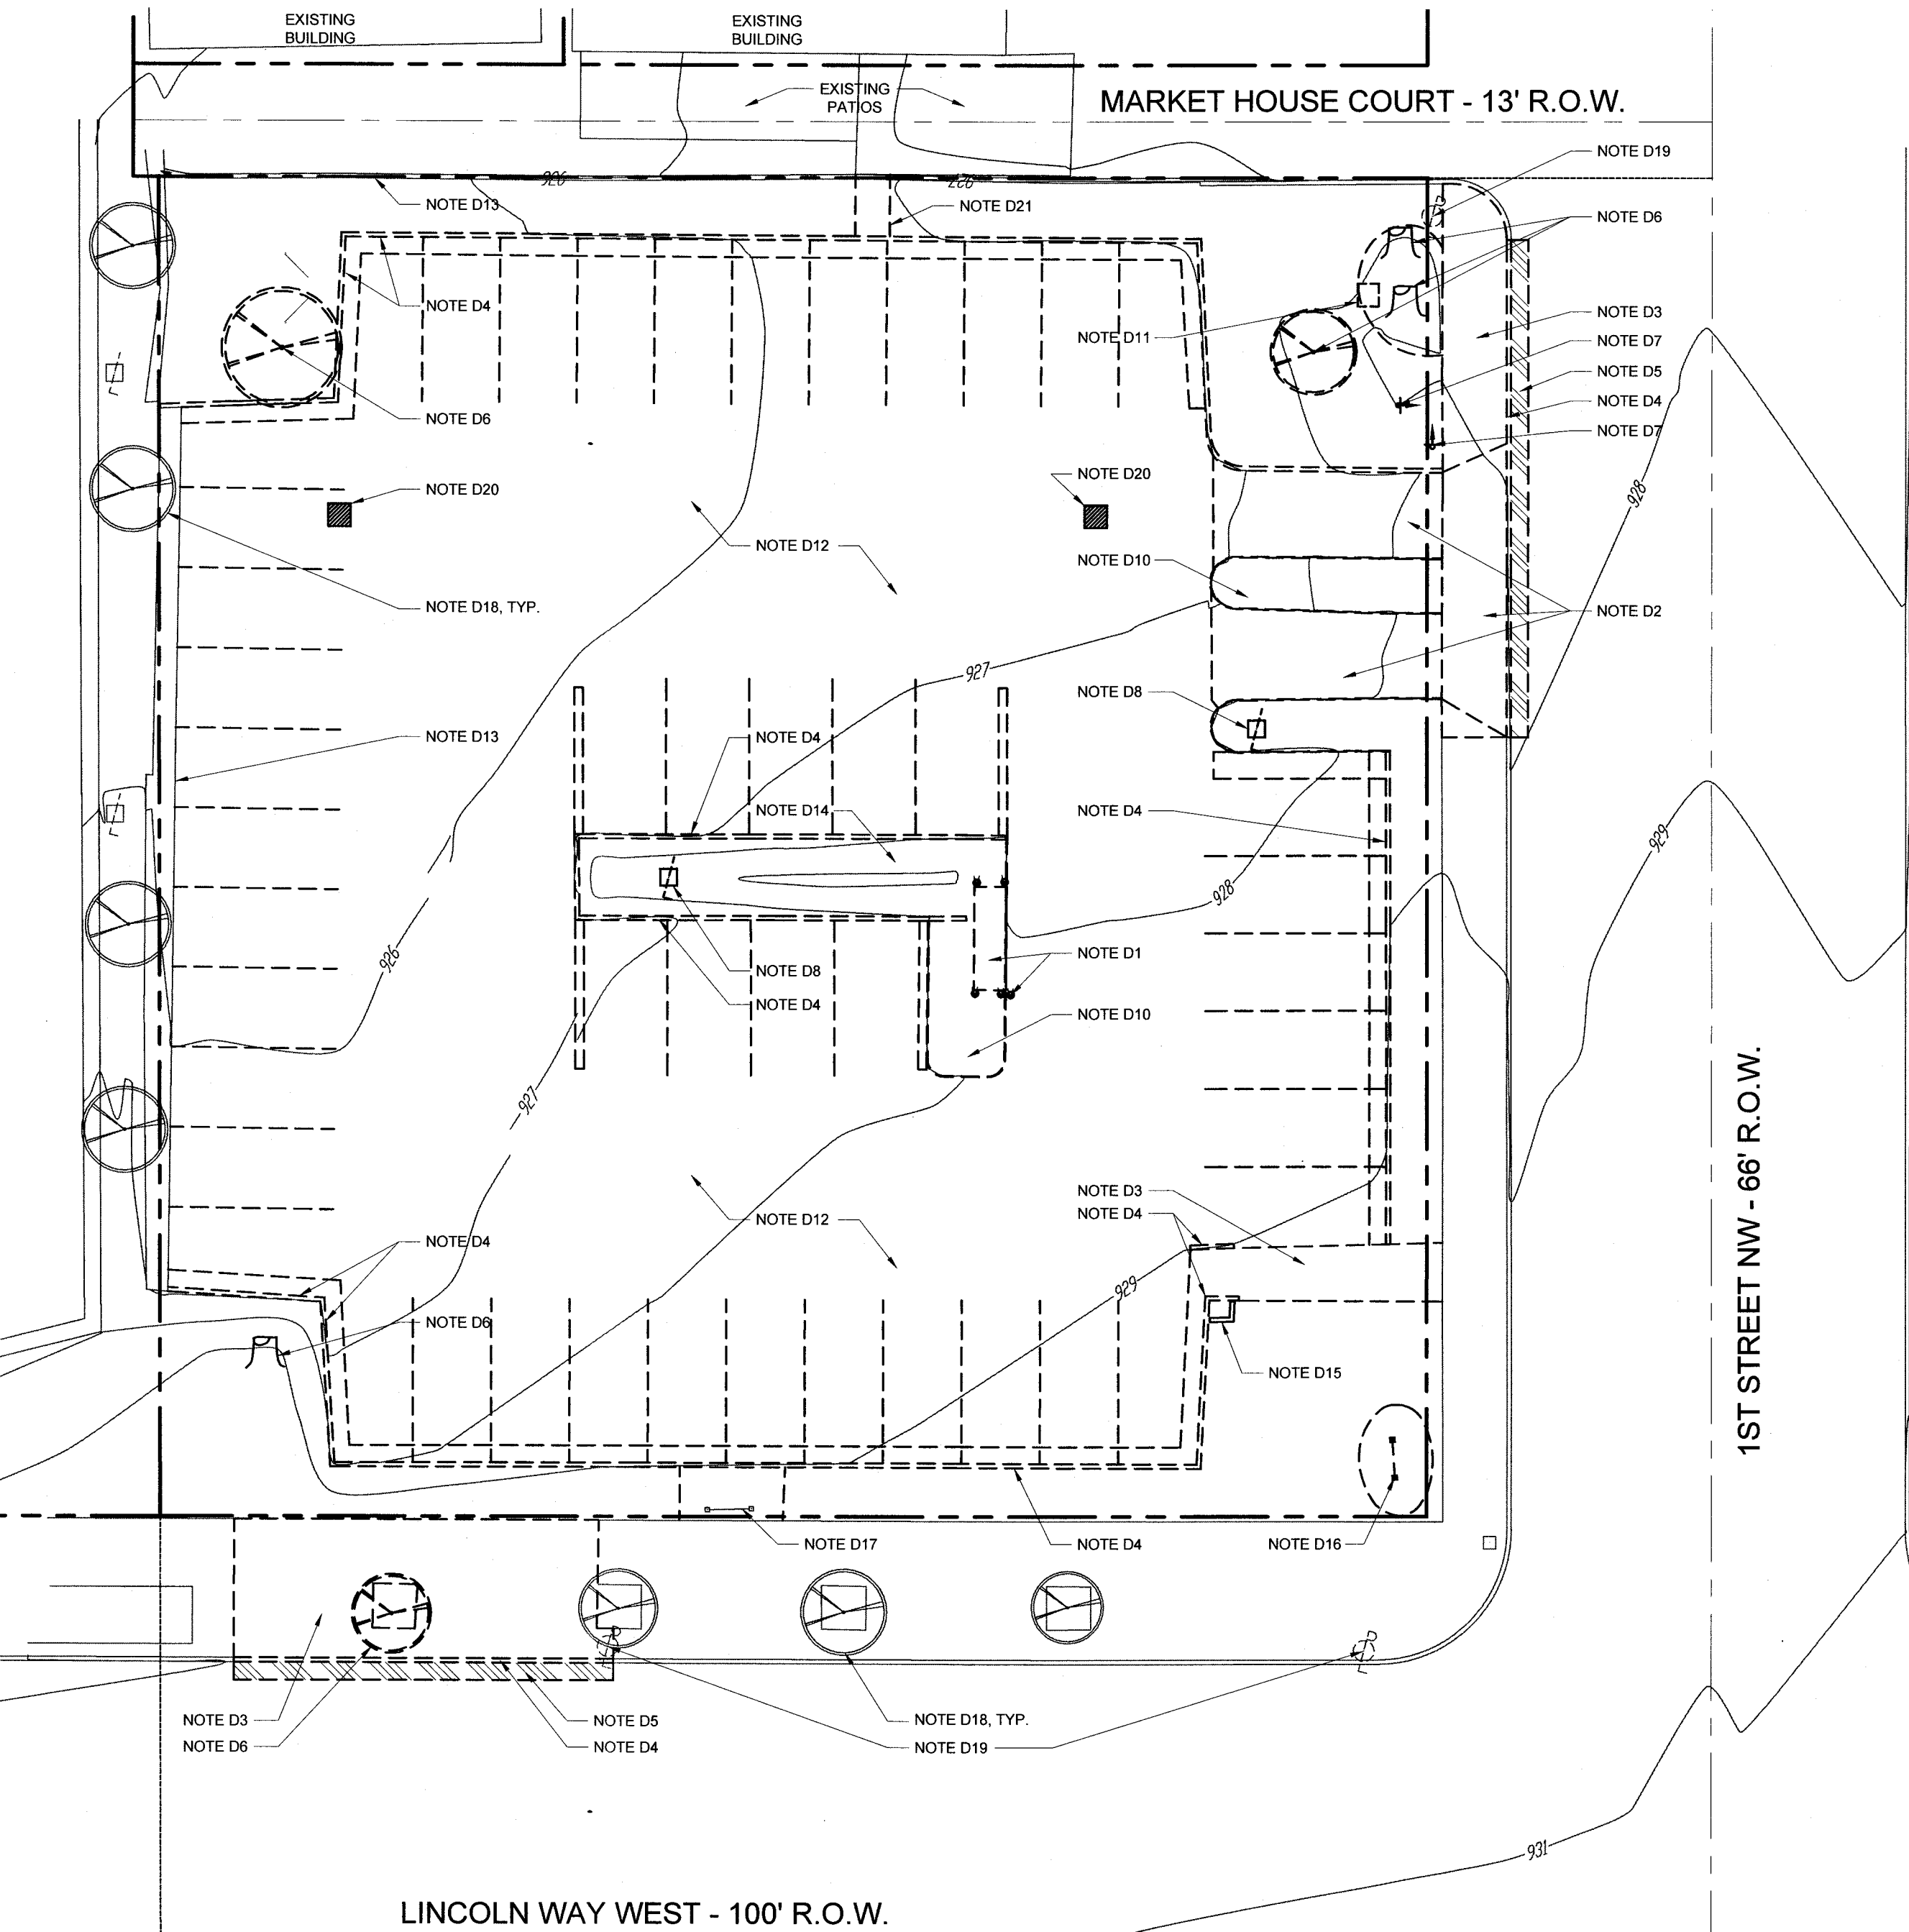 EXISTING
BUILDING
EXISTING
BUILDING
EXISTING
PATIOS
MARKET HOUSE COURT - 13' R.O.W.
NOTE D19
926
927
NOTE D13
NOTE D21
NOTE D6
NOTE D4
NOTE D3
NOTE D11
NOTE D7
NOTE D5
NOTE D4
NOTE D6
NOTE D7
NOTE D20
NOTE D20
928
NOTE D12
NOTE D10
NOTE D18, TYP.
NOTE D2
927
NOTE D8
NOTE D13
NOTE D4
NOTE D14
NOTE D4
929
928
926
NOTE D1
NOTE D8
NOTE D4
NOTE D10
927
1ST STREET NW - 66' R.O.W.
NOTE D3
NOTE D4
NOTE D12
NOTE D4
929
NOTE D6
NOTE D15
NOTE D17
NOTE D4
NOTE D16
NOTE D3
NOTE D5
NOTE D18, TYP.
NOTE D6
NOTE D4
NOTE D19
931
LINCOLN WAY WEST - 100' R.O.W.